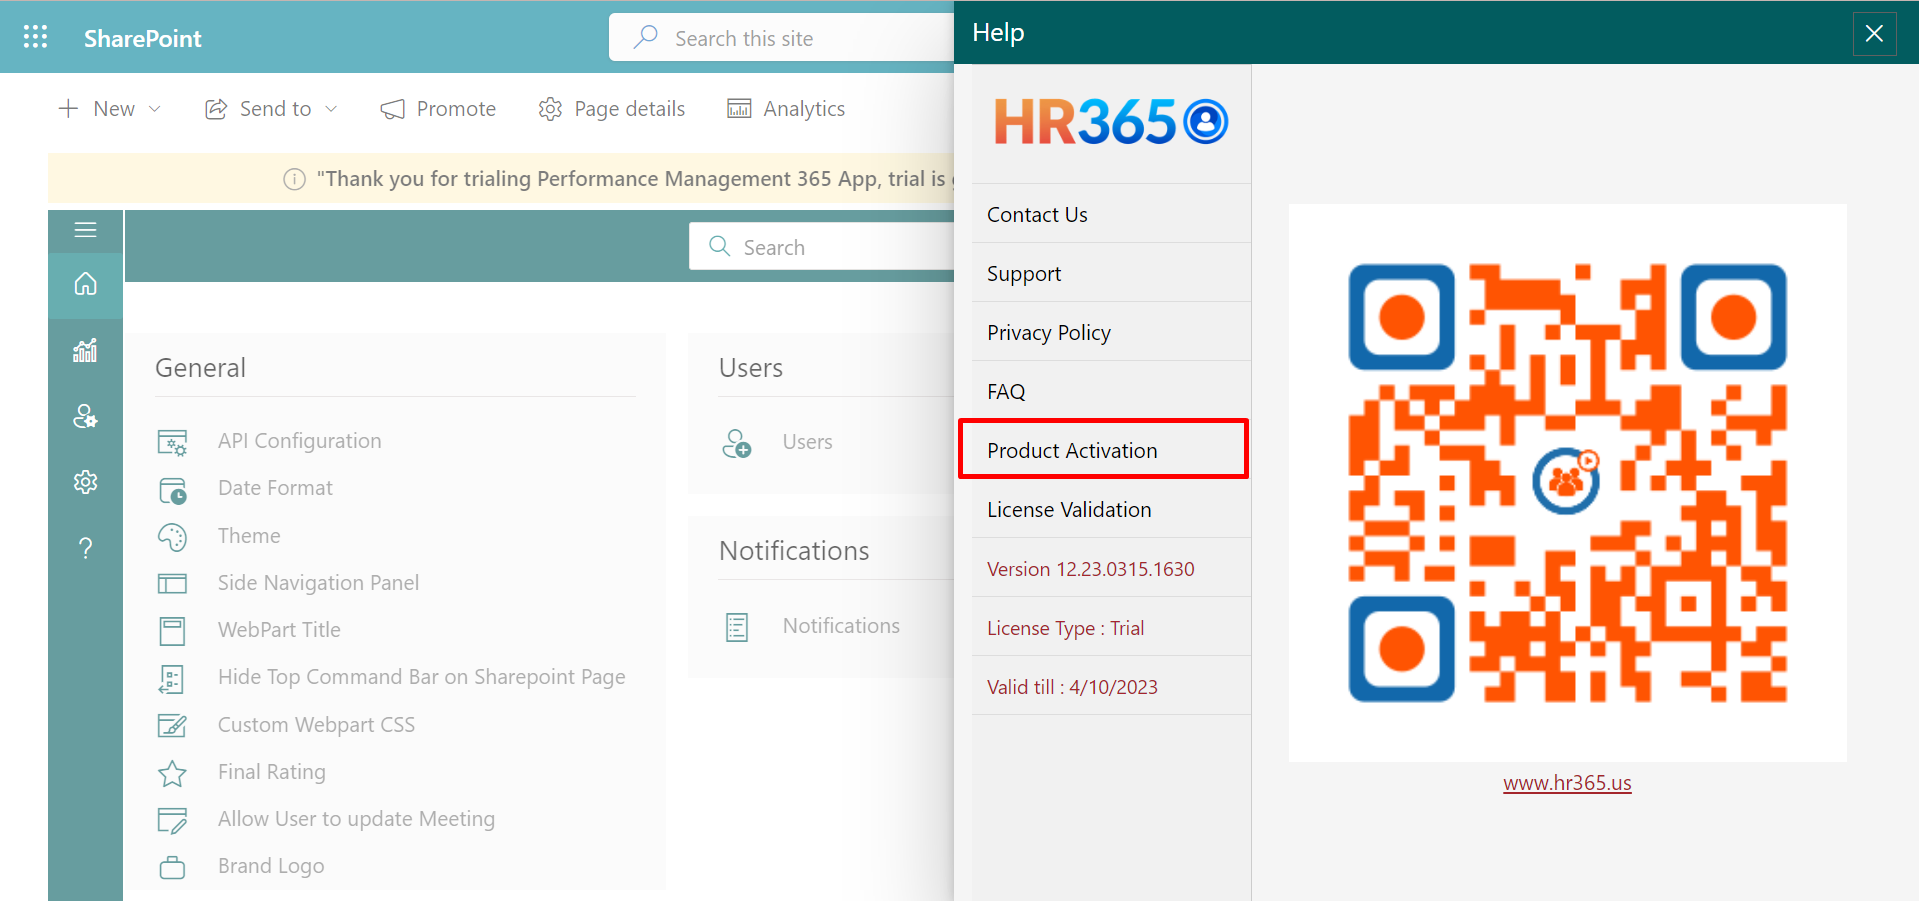 SharePoint
Search this site
New
Send to
Promote
Page details
Analytics
"Thank you for trialing Performance Management 365 App, trial is
Search
General
API Configuration
Date Format
Theme
Side Navigation Panel
WebPart Title
Hide Top Command Bar on Sharepoint Page
Custom Webpart CSS
Final Rating
Allow User to update Meeting
Brand Logo
Users
Users
Notifications
Notifications
Help
HR365
Contact Us
Support
Privacy Policy
FAQ
Product Activation
License Validation
Version 12.23.0315.1630
License Type : Trial
Valid till : 4/10/2023
www.hr365.us